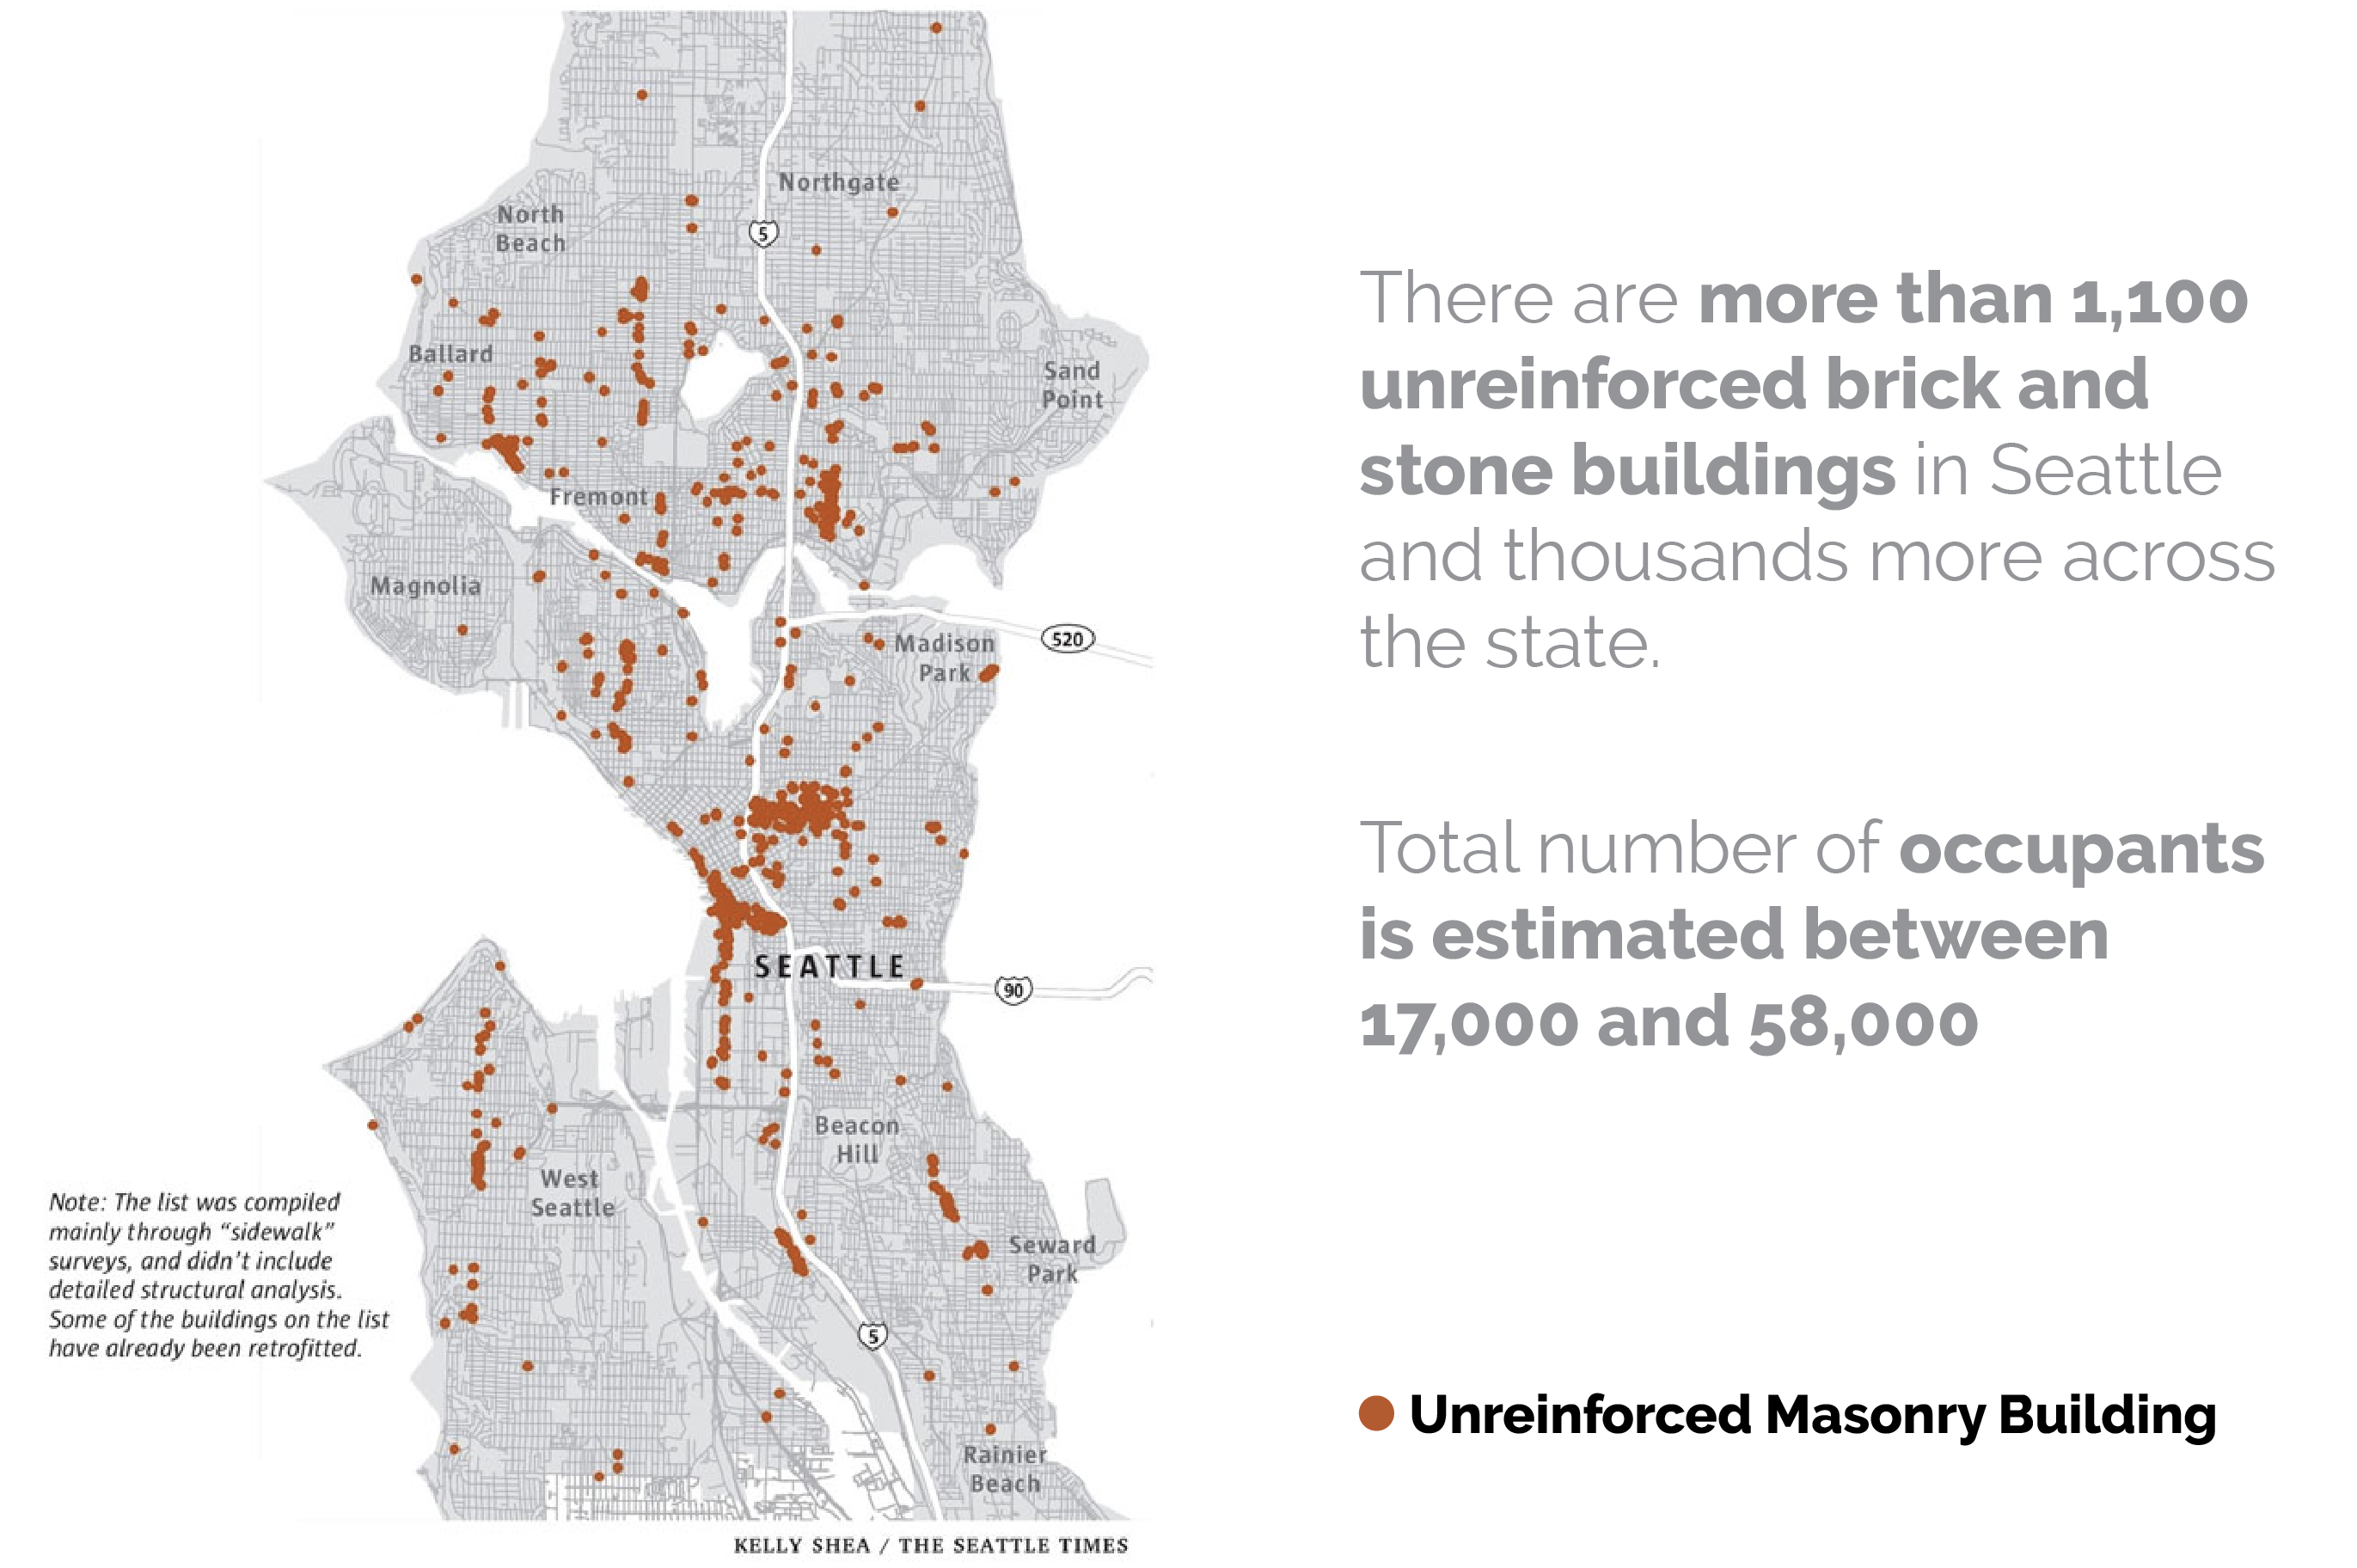 Northgate
North
Beach
5
Ballard
Sand
Point
Fremont
Magnolia
520
Madison
Park
SEATTLE
90
Beacon
Hill
West
Seattle
Seward
Park
5
Rainier
Beach
Note: The list was compiled
mainly through “sidewalk”
surveys, and didn’t include
detailed structural analysis.
Some of the buildings on the list
have already been retrofitted.
KELLY SHEA / THE SEATTLE TIMES
There are more than 1,100
unreinforced brick and
stone buildings in Seattle
and thousands more across
the state.
Total number of occupants
is estimated between
17,000 and 58,000
Unreinforced Masonry Building